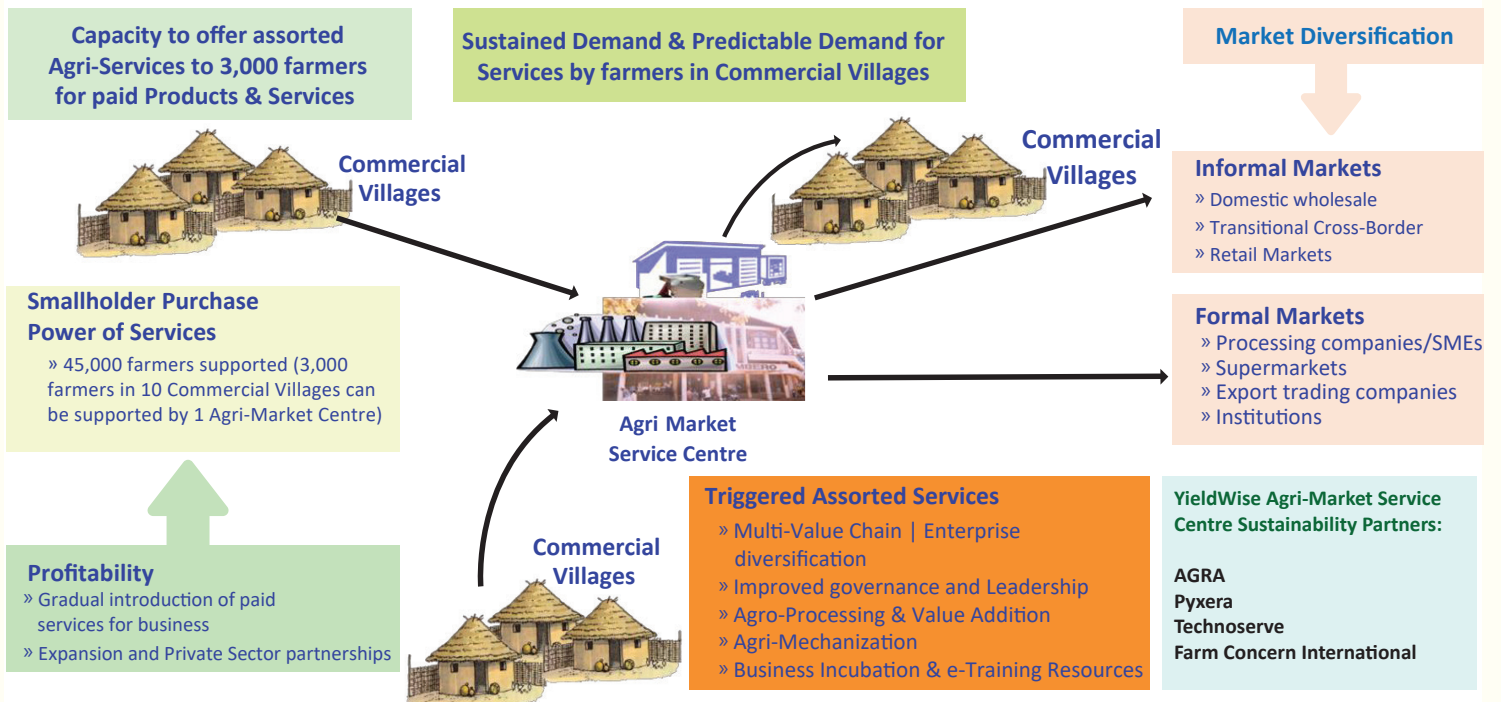 Capacity to offer assorted
Agri-Services to 3,000 farmers
for paid Products & Services
Sustained Demand & Predictable Demand for
Services by farmers in Commercial Villages
Market Diversification
Commercial
Villages
Commercial
Villages
Informal Markets
» Domestic wholesale
» Transitional Cross-Border
» Retail Markets
Smallholder Purchase
Power of Services
» 45,000 farmers supported (3,000
farmers in 10 Commercial Villages can
be supported by 1 Agri-Market Centre)
Formal Markets
» Processing companies/SMEs
» Supermarkets
» Export trading companies
» Institutions
Agri Market
Service Centre
Profitability
» Gradual introduction of paid
services for business
» Expansion and Private Sector partnerships
Commercial
Villages
Triggered Assorted Services
» Multi-Value Chain | Enterprise
diversification
» Improved governance and Leadership
» Agro-Processing & Value Addition
» Agri-Mechanization
» Business Incubation & e-Training Resources
YieldWise Agri-Market Service
Centre Sustainability Partners:
AGRA
Pyxera
Technoserve
Farm Concern International